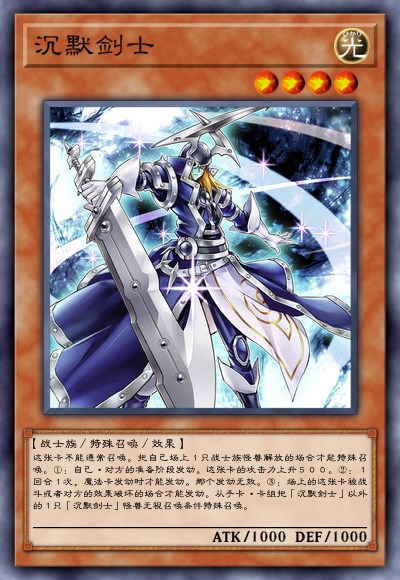 沉默剑士
ひかり
光
【战士族/特殊召唤/效果】
这张卡不能通常召唤。把自己场上1只战士族怪兽解放的场合才能特殊召
唤。①:自己·对方的准备阶段发动。这张卡的攻击力上升500。②:1
回合1次,魔法卡发动时才能发动。那个发动无效。③:场上的这张卡被战
斗或者对方的效果破坏的场合才能发动。从手卡·卡组把「沉默剑士」以外
的1只「沉默剑士」怪兽无视召唤条件特殊召唤。
ATK/1000 DEF/1000